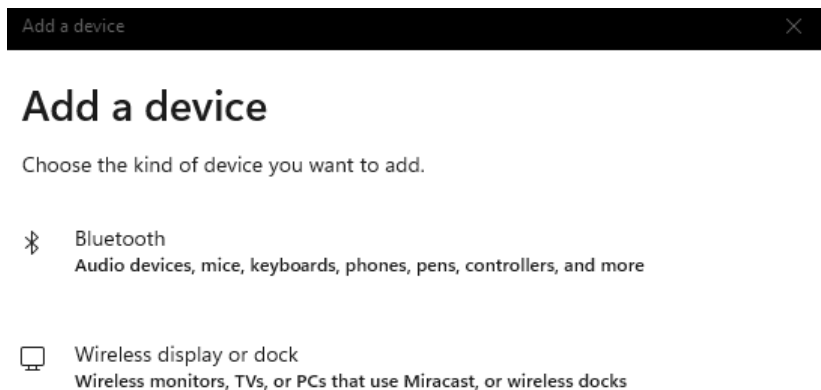 Add a device
Add a device
Choose the kind of device you want to add.
Bluetooth
Audio devices, mice, keyboards, phones, pens, controllers, and more
Wireless display or dock
Wireless monitors, TVs, or PCs that use Miracast, or wireless docks